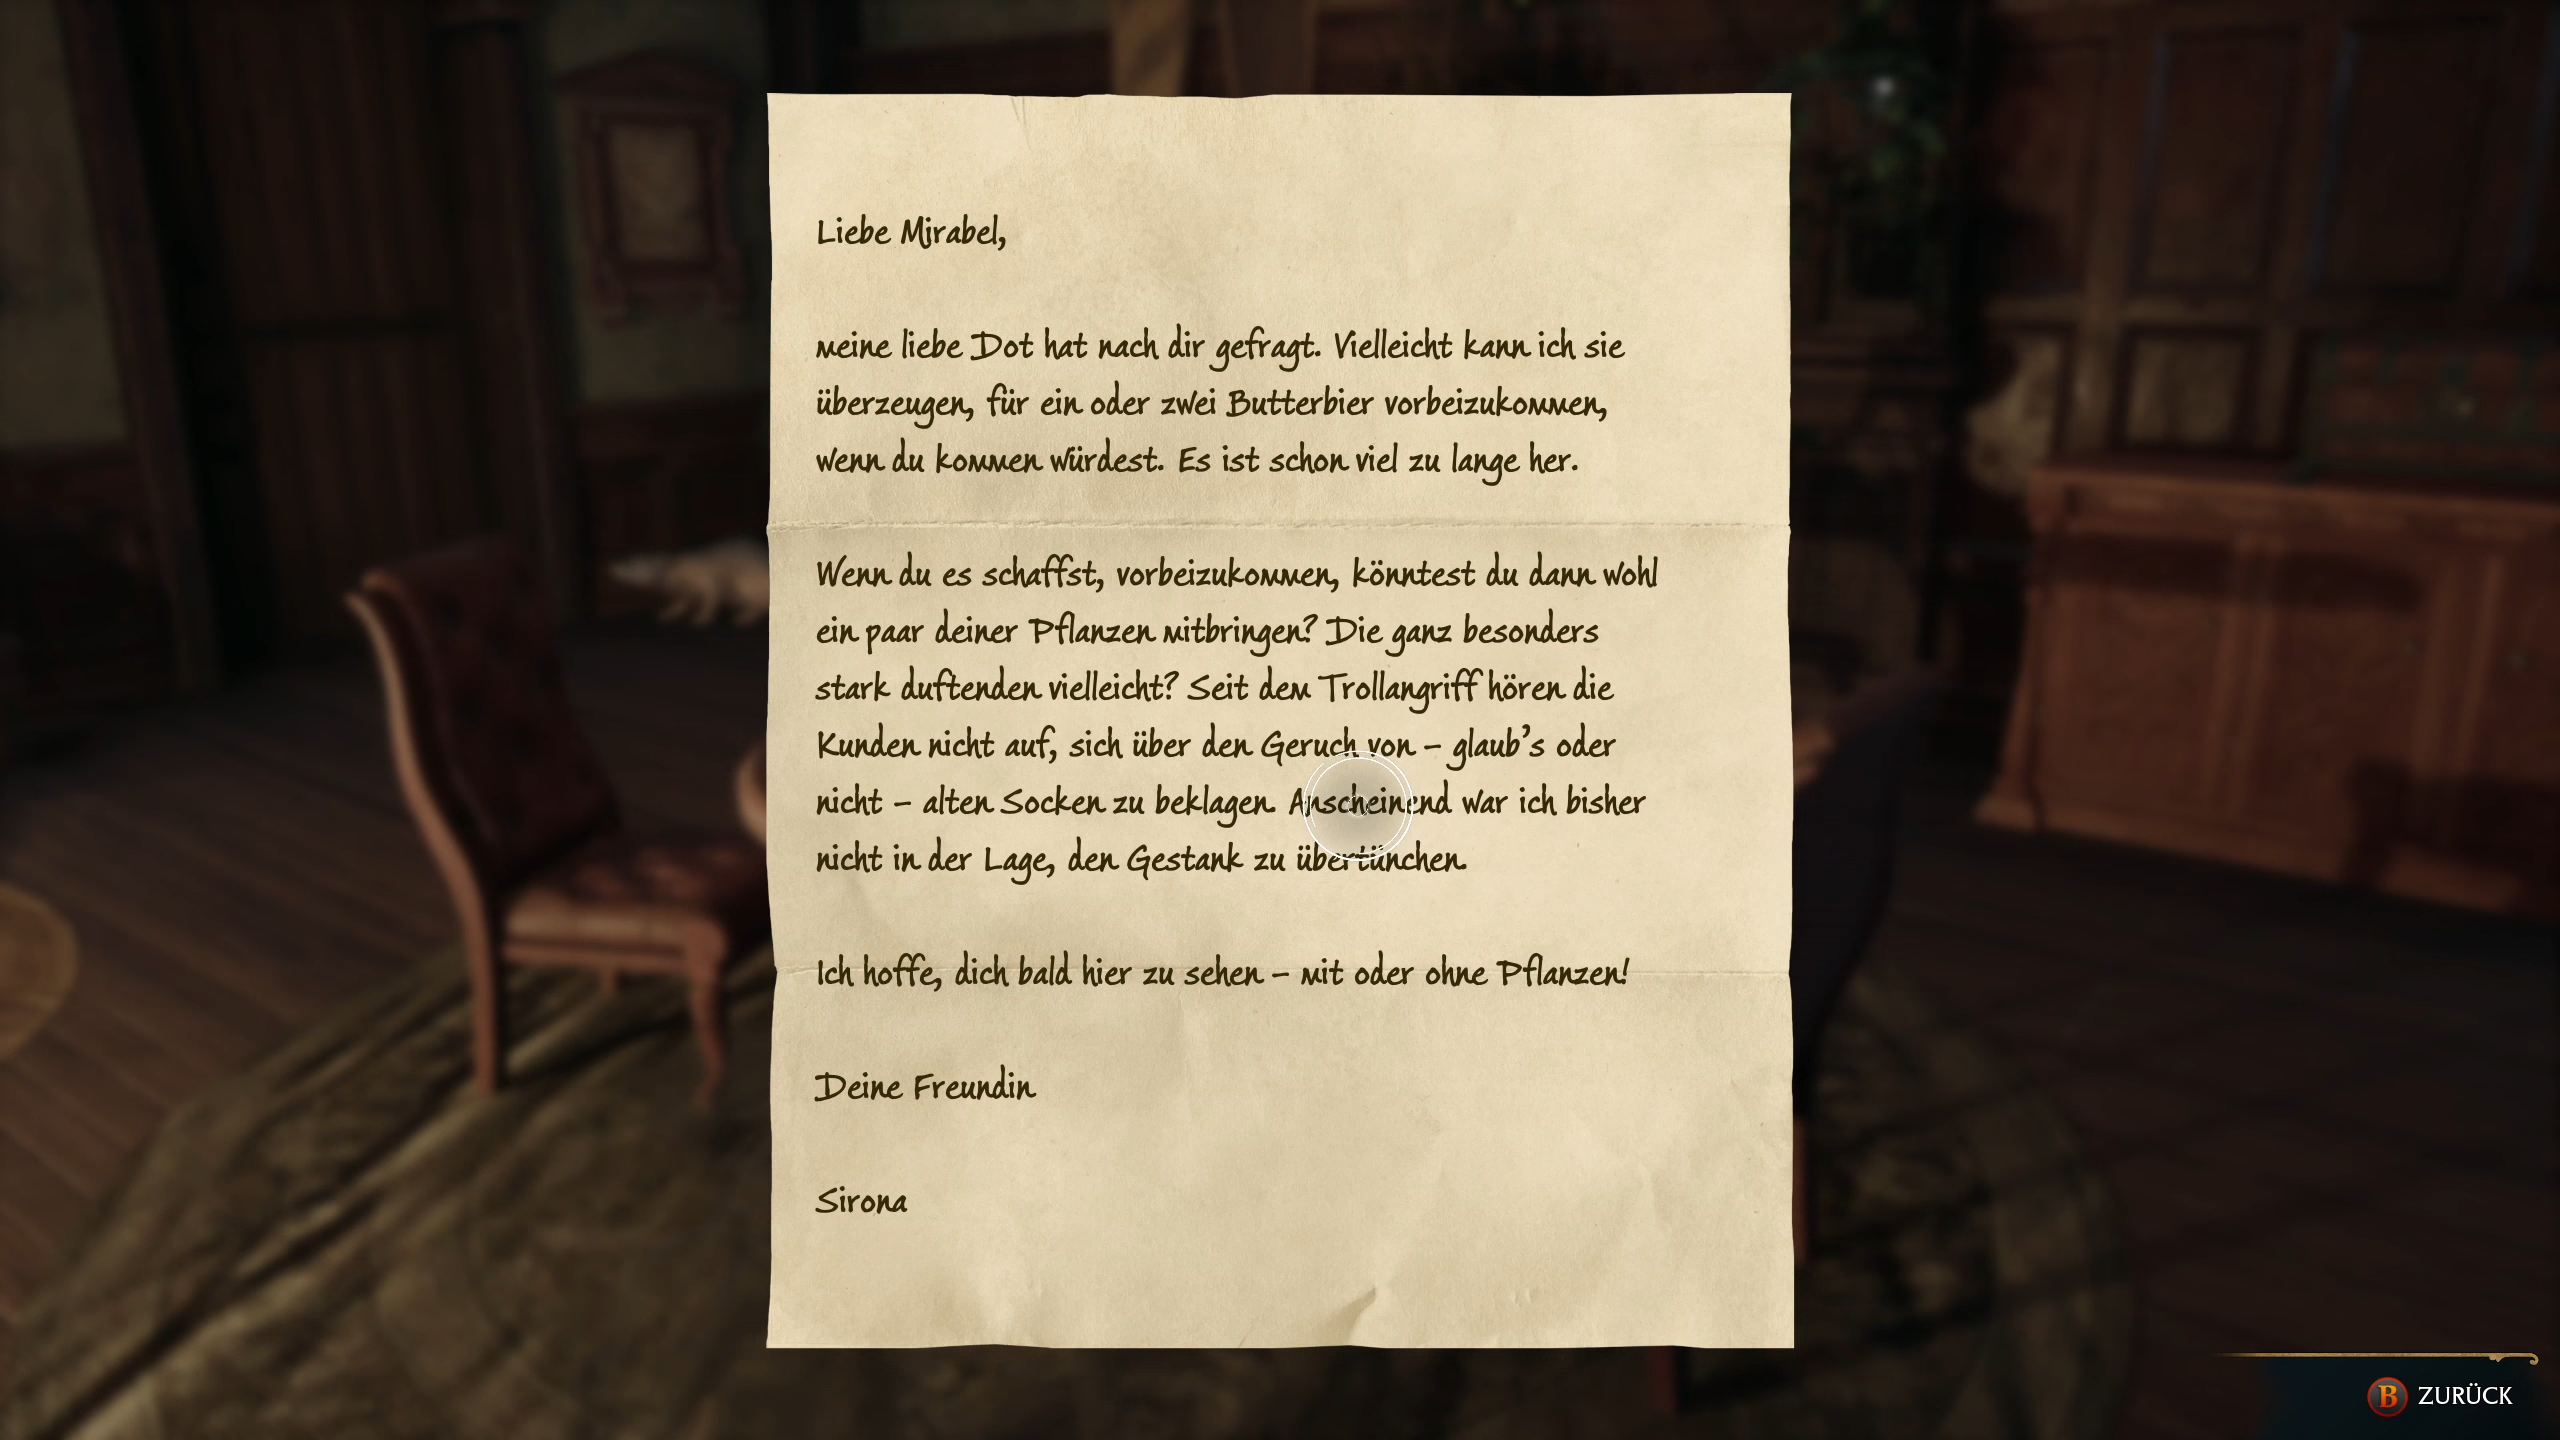 Liebe Mirabel,
meine liebe Dot hat nach dir gefragt. Vielleicht kann ich sie
überzeugen, für ein oder zwei Butterbier vorbeizukommen,
wenn du kommen würdest. Es ist schon viel zu lange her.
Wenn du es schaffst, vorbeizukommen, könntest du dann wohl
ein paar deiner Pflanzen mitbringen? Die ganz besonders
stark duftenden vielleicht? Seit dem Trollangriff hören die
Kunden nicht auf, sich über den Geruch von – glaub’s oder
nicht – alten Socken zu beklagen. Anscheinend war ich bisher
nicht in der Lage, den Gestank zu übertünchen.
Ich hoffe, dich bald hier zu sehen – mit oder ohne Pflanzen!
Deine Freundin
Sirona
B ZURÜCK